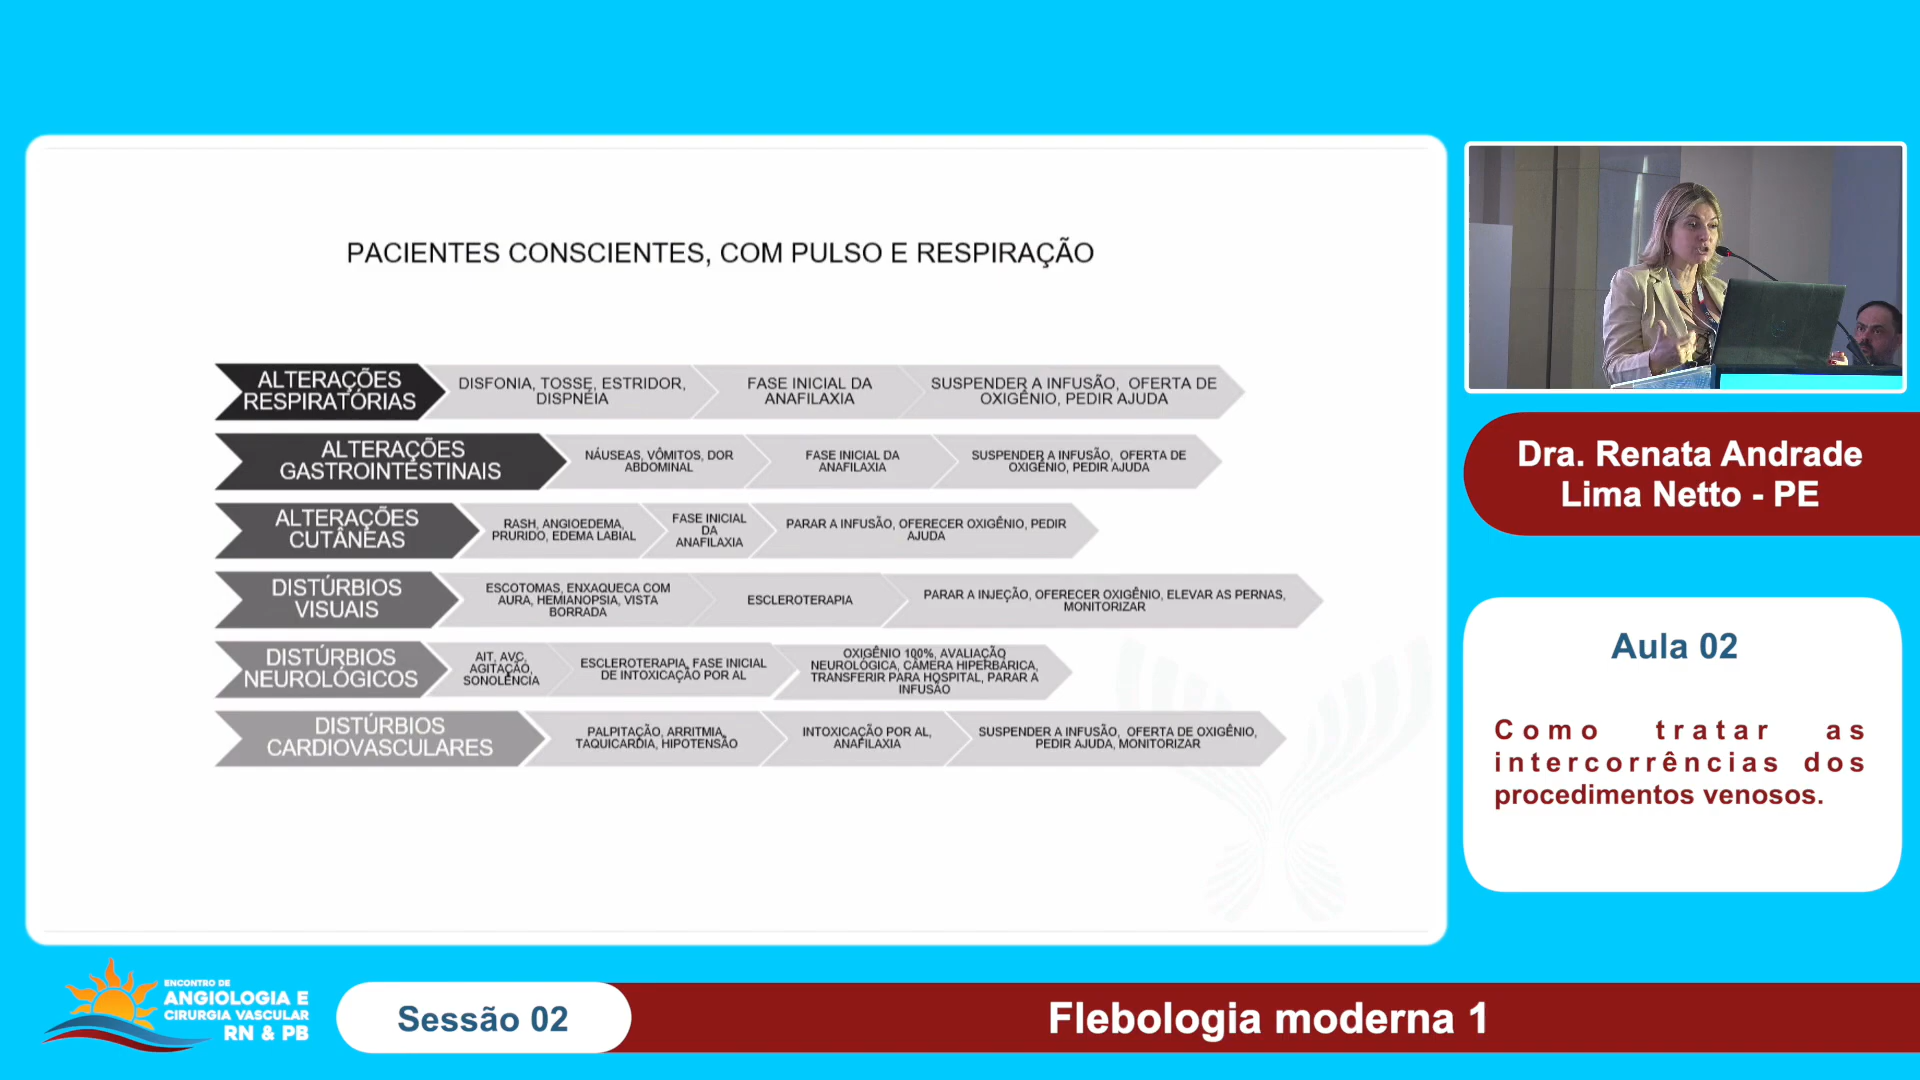 PACIENTES CONSCIENTES, COM PULSO E RESPIRAÇÃO
ALTERAÇÕES
RESPIRATÓRIAS
DISFONIA, TOSSE, ESTRIDOR,
DISPNÉIA
FASE INICIAL DA
ANAFILAXIA
SUSPENDER A INFUSÃO, OFERTA DE
OXIGÊNIO, PEDIR AJUDA
ALTERAÇÕES
GASTROINTESTINAIS
NÁUSEAS, VÔMITOS, DOR
ABDOMINAL
FASE INICIAL DA
ANAFILAXIA
SUSPENDER A INFUSÃO, OFERTA DE
OXIGÊNIO, PEDIR AJUDA
ALTERAÇÕES
CUTÂNEAS
RASH, ANGIOEDEMA,
PRURIDO, EDEMA LABIAL
FASE INICIAL
DA
ANAFILAXIA
PARAR A INFUSÃO, OFERECER OXIGÊNIO, PEDIR
AJUDA
DISTÚRBIOS
VISUAIS
ESCOTOMAS, ENXAQUECA COM
AURA, HEMIANOPSIA, VISTA
BORRADA
ESCLEROTERAPIA
PARAR A INJEÇÃO, OFERECER OXIGÊNIO, ELEVAR AS PERNAS,
MONITORIZAR
DISTÚRBIOS
NEUROLÓGICOS
AIT, AVC,
AGITAÇÃO,
SONOLÊNCIA
ESCLEROTERAPIA, FASE INICIAL
DE INTOXICAÇÃO POR AL
OXIGÊNIO 100%, AVALIAÇÃO
NEUROLÓGICA, CÂMERA HIPERBÁRICA,
TRANSFERIR PARA HOSPITAL, PARAR A
INFUSÃO
DISTÚRBIOS
CARDIOVASCULARES
PALPITAÇÃO, ARRITMIA,
TAQUICARDIA, HIPOTENSÃO
INTOXICAÇÃO POR AL,
ANAFILAXIA
SUSPENDER A INFUSÃO, OFERTA DE OXIGÊNIO,
PEDIR AJUDA, MONITORIZAR
Dra. Renata Andrade
Lima Netto - PE
Aula 02
Como tratar as
intercorrências dos
procedimentos venosos.
ENCONTRO DE
ANGIOLOGIA E
CIRURGIA VASCULAR
RN & PB
Sessão 02
Flebologia moderna 1